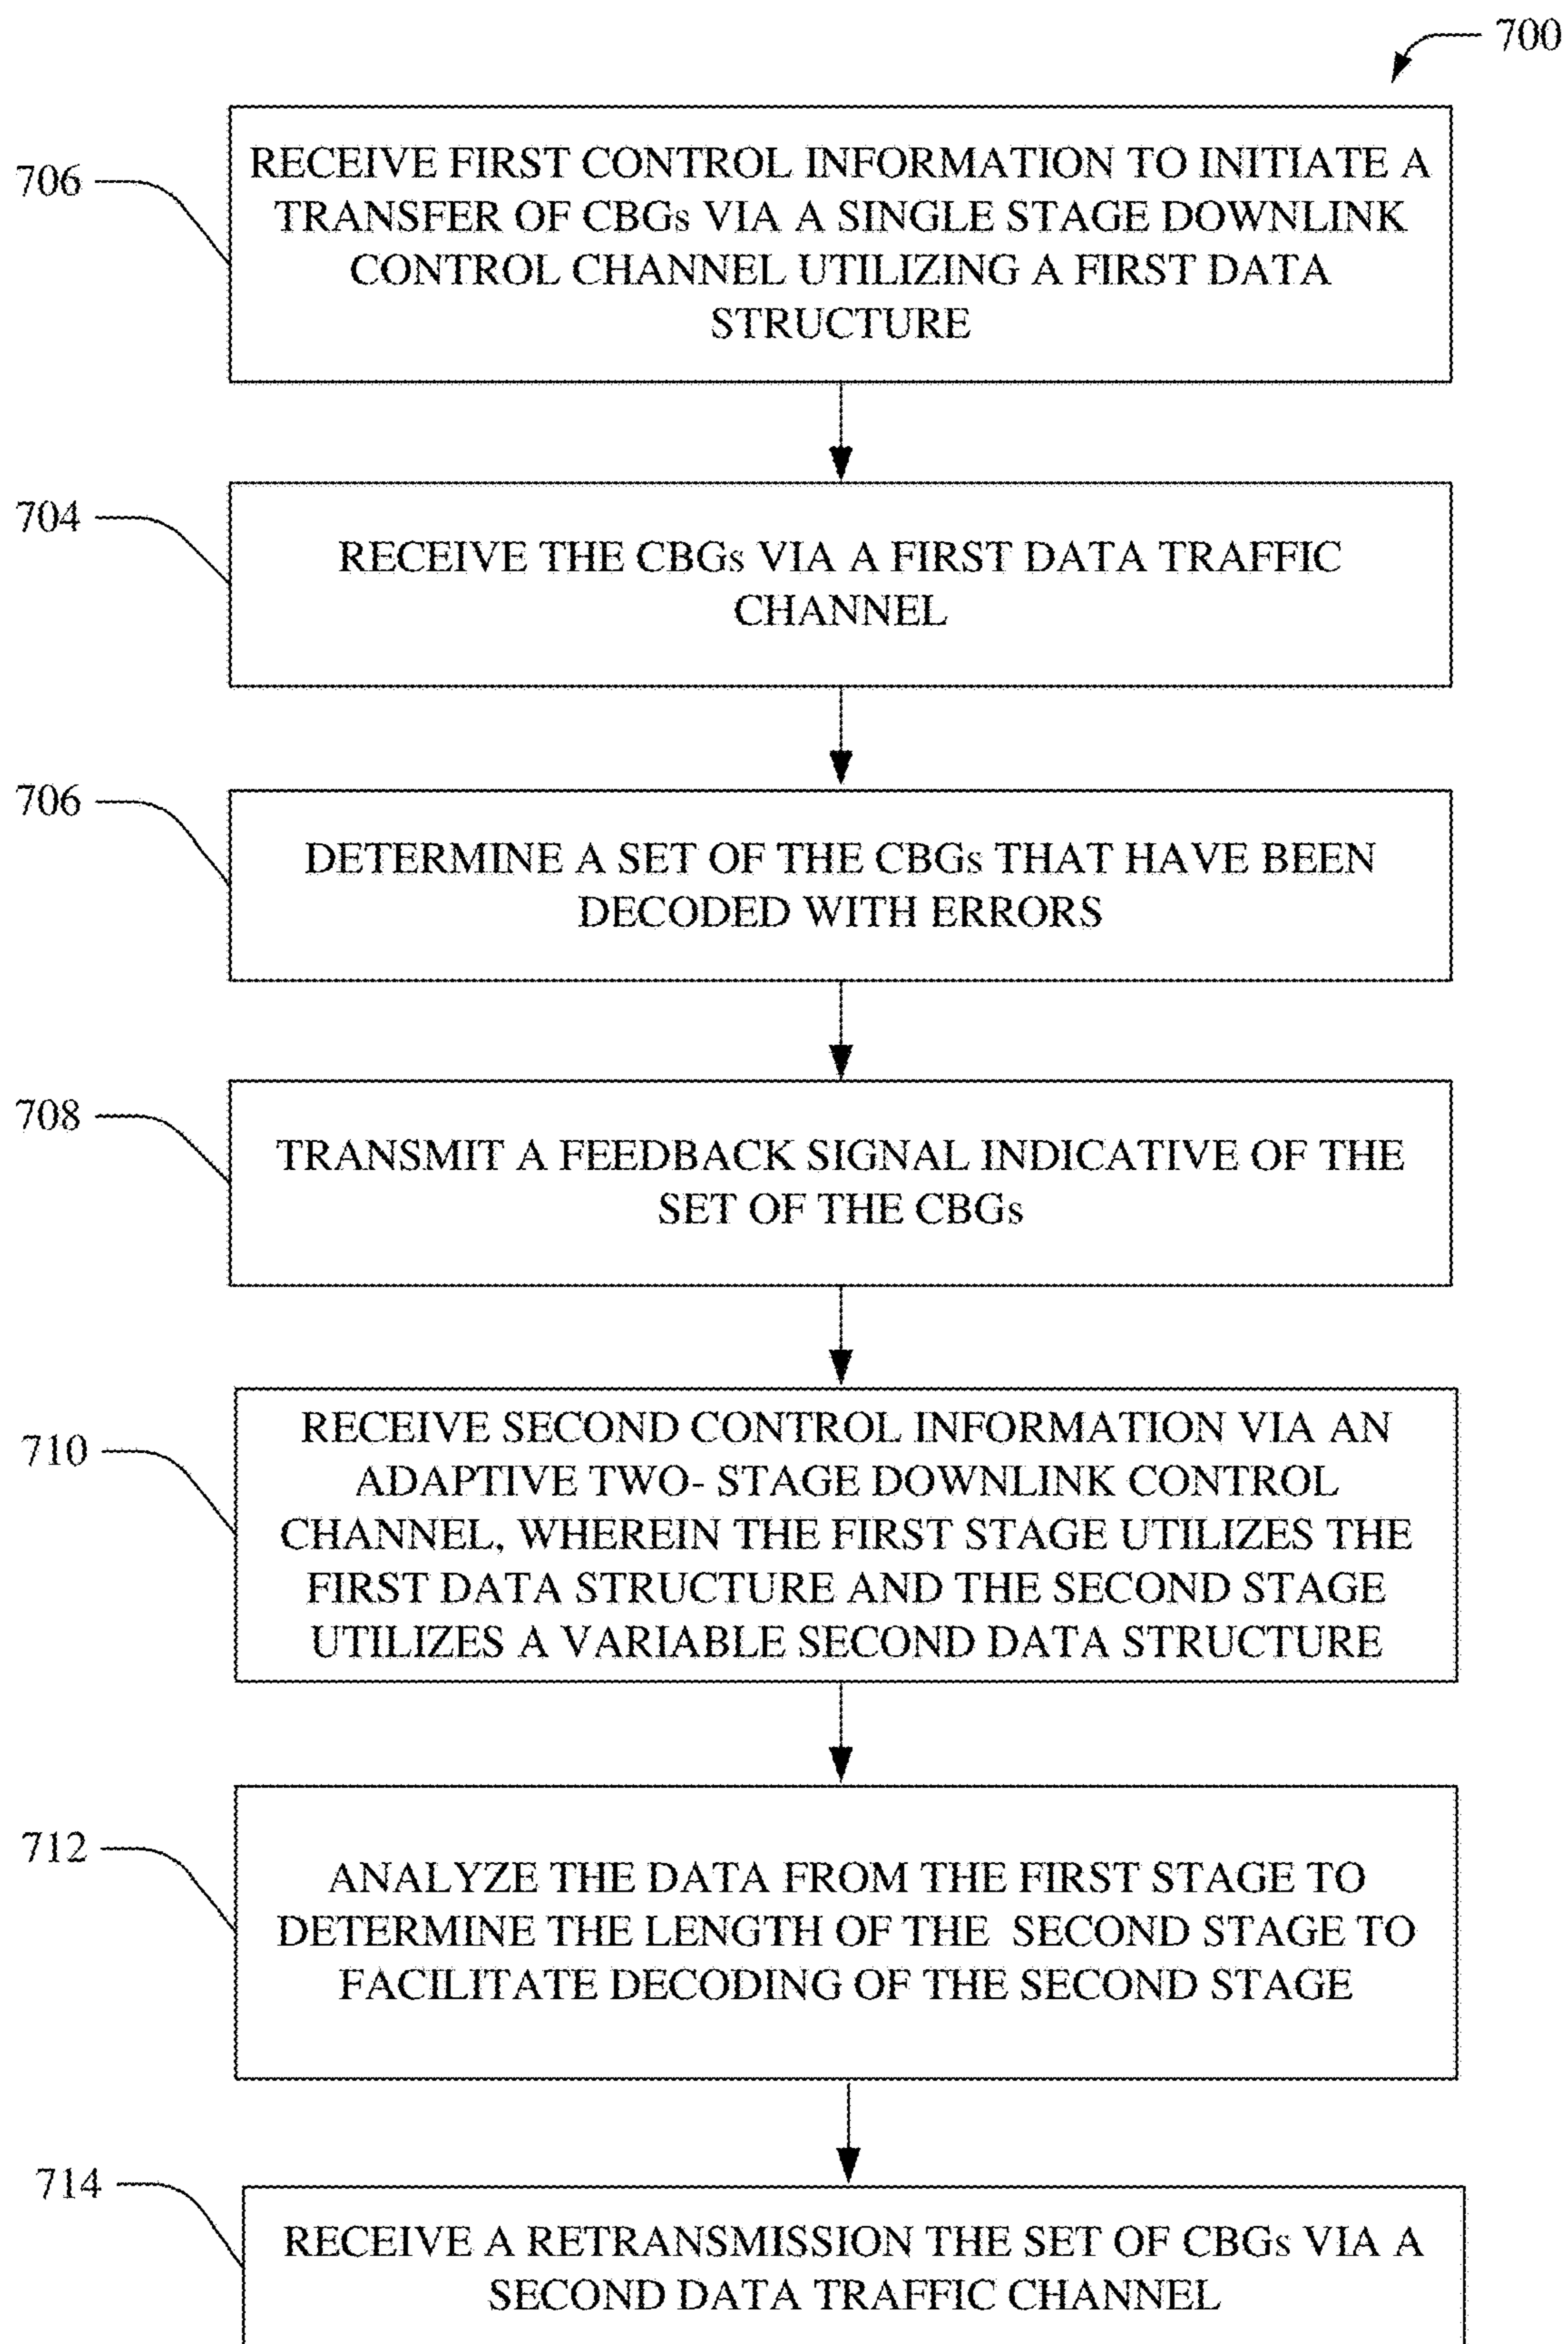 700
706
RECEIVE FIRST CONTROL INFORMATION TO INITIATE A
TRANSFER OF CBGs VIA A SINGLE STAGE DOWNLINK
CONTROL CHANNEL UTILIZING A FIRST DATA
STRUCTURE
704
RECEIVE THE CBGs VIA A FIRST DATA TRAFFIC
CHANNEL
706
DETERMINE A SET OF THE CBGs THAT HAVE BEEN
DECODED WITH ERRORS
708
TRANSMIT A FEEDBACK SIGNAL INDICATIVE OF THE
SET OF THE CBGs
710
RECEIVE SECOND CONTROL INFORMATION VIA AN
ADAPTIVE TWO- STAGE DOWNLINK CONTROL
CHANNEL, WHEREIN THE FIRST STAGE UTILIZES THE
FIRST DATA STRUCTURE AND THE SECOND STAGE
UTILIZES A VARIABLE SECOND DATA STRUCTURE
712
ANALYZE THE DATA FROM THE FIRST STAGE TO
DETERMINE THE LENGTH OF THE SECOND STAGE TO
FACILITATE DECODING OF THE SECOND STAGE
714
RECEIVE A RETRANSMISSION THE SET OF CBGs VIA A
SECOND DATA TRAFFIC CHANNEL